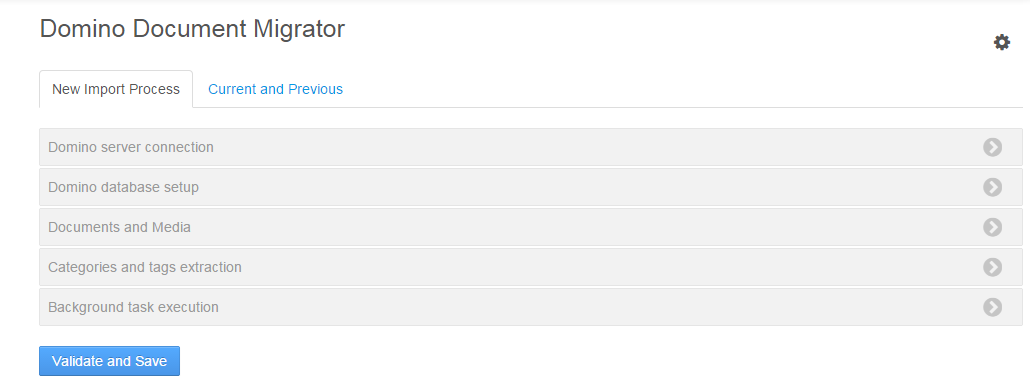 Domino Document Migrator
New Import Process
Current and Previous
Domino server connection
Domino database setup
Documents and Media
Categories and tags extraction
Background task execution
Validate and Save